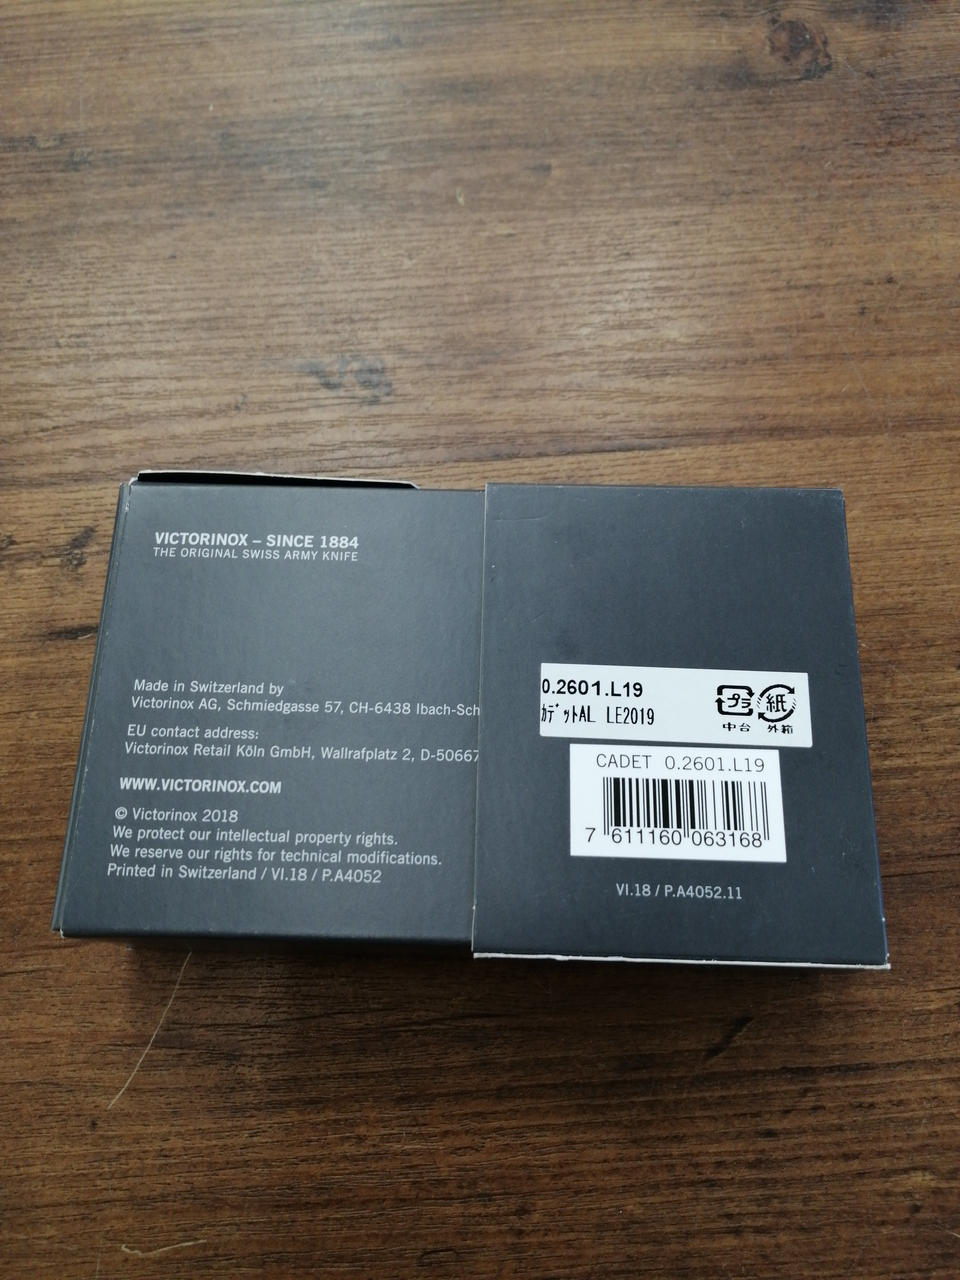 VICTORINOX – SINCE 1884
THE ORIGINAL SWISS ARMY KNIFE
Made in Switzerland by
Victorinox AG, Schmiedgasse 57, CH-6438 Ibach-Sch
EU contact address:
Victorinox Retail Köln GmbH, Wallrafplatz 2, D-50667
WWW.VICTORINOX.COM
© Victorinox 2018
We protect our intellectual property rights.
We reserve our rights for technical modifications.
Printed in Switzerland / VI.18 / P.A4052
0.2601.L19
カデットAL LE2019
プラ 紙
中台 外箱
CADET 0.2601.L19
7 611160 063168
VI.18 / P.A4052.11